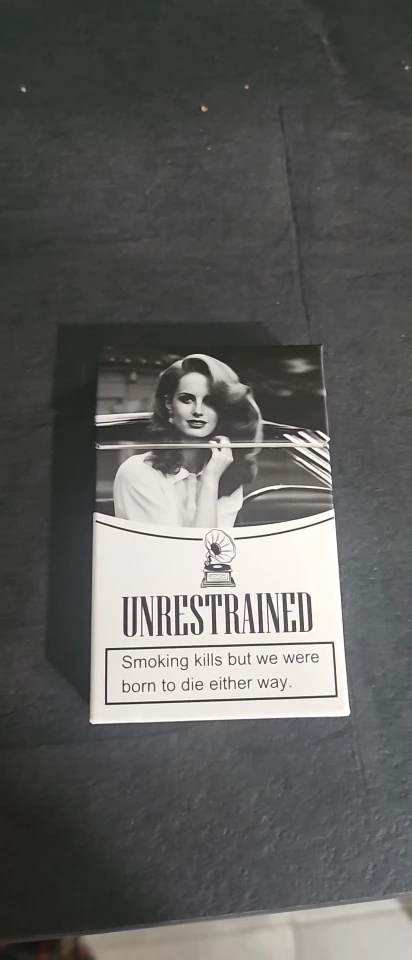 UNRESTRAINED
Smoking kills but we were
born to die either way.